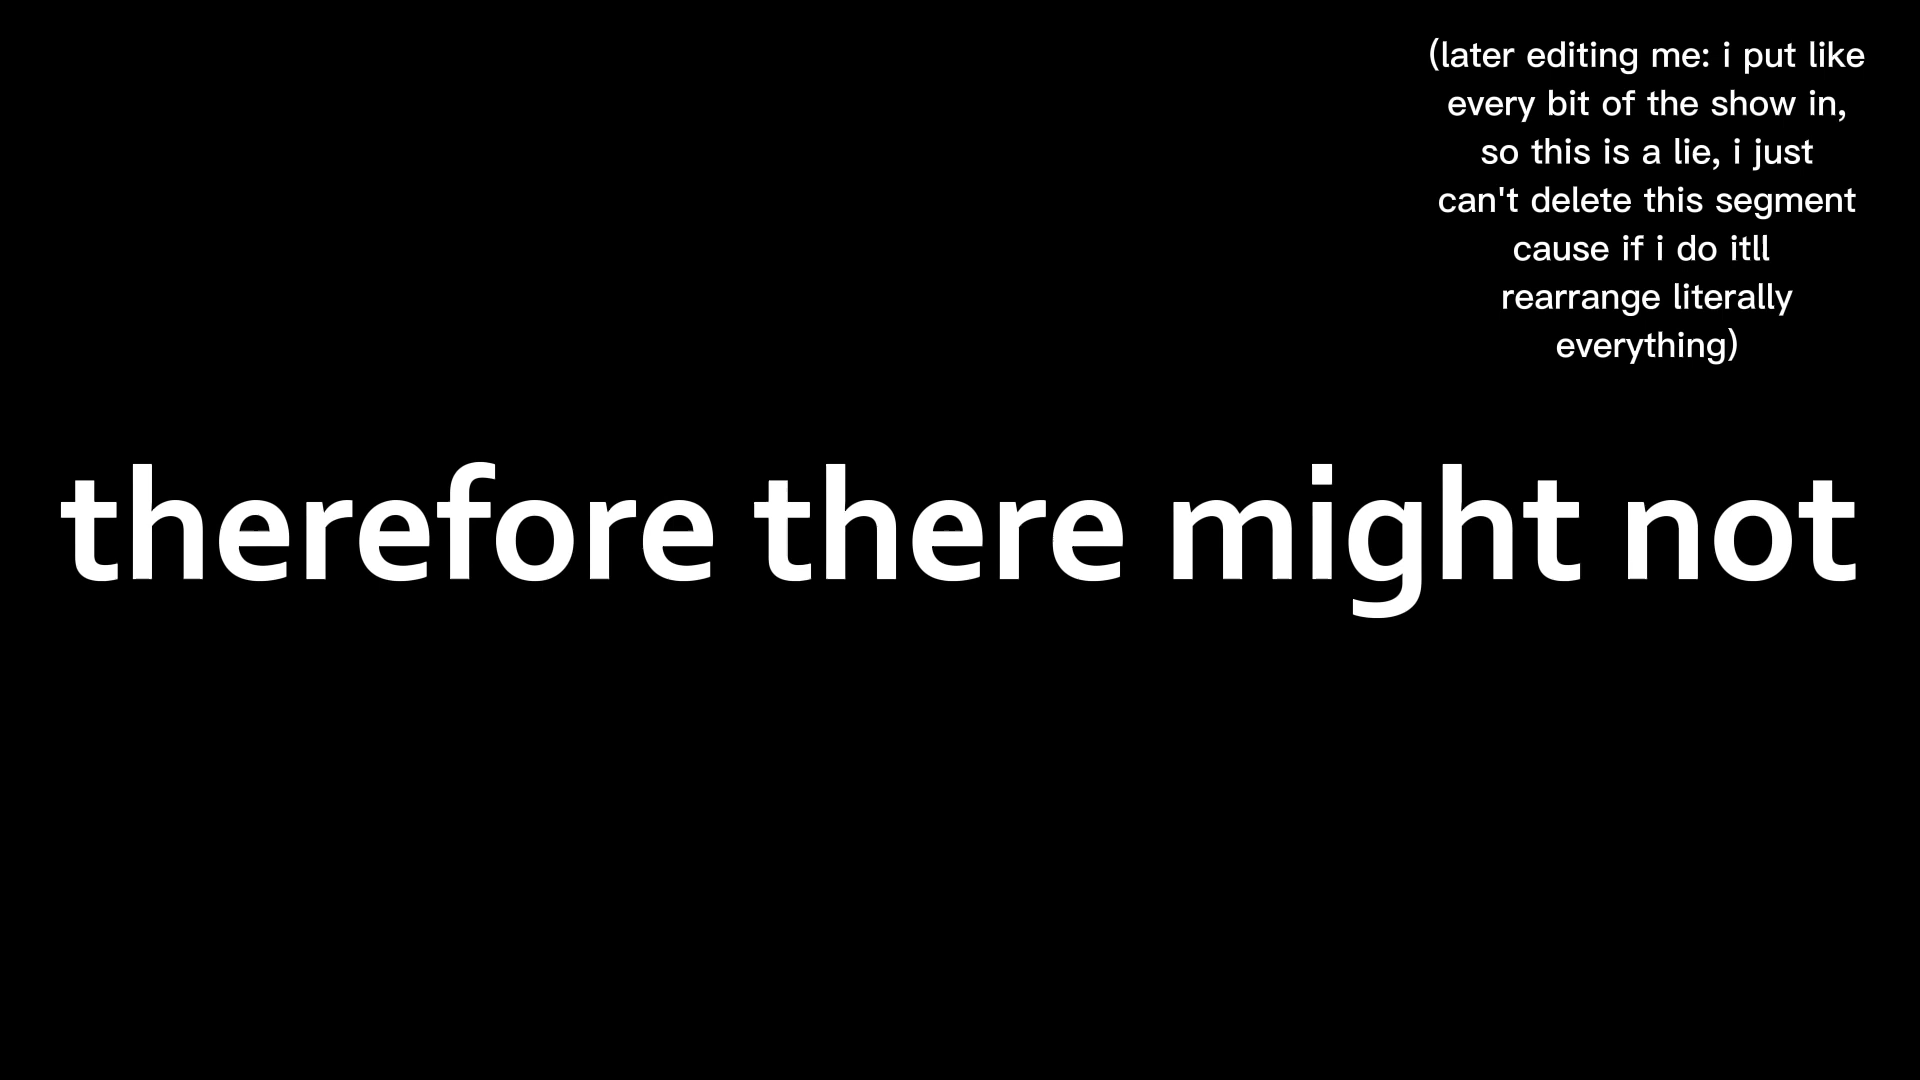 (later editing me: i put like
every bit of the show in,
so this is a lie, i just
can't delete this segment
cause if i do itll
rearrange literally
everything)
therefore there might not